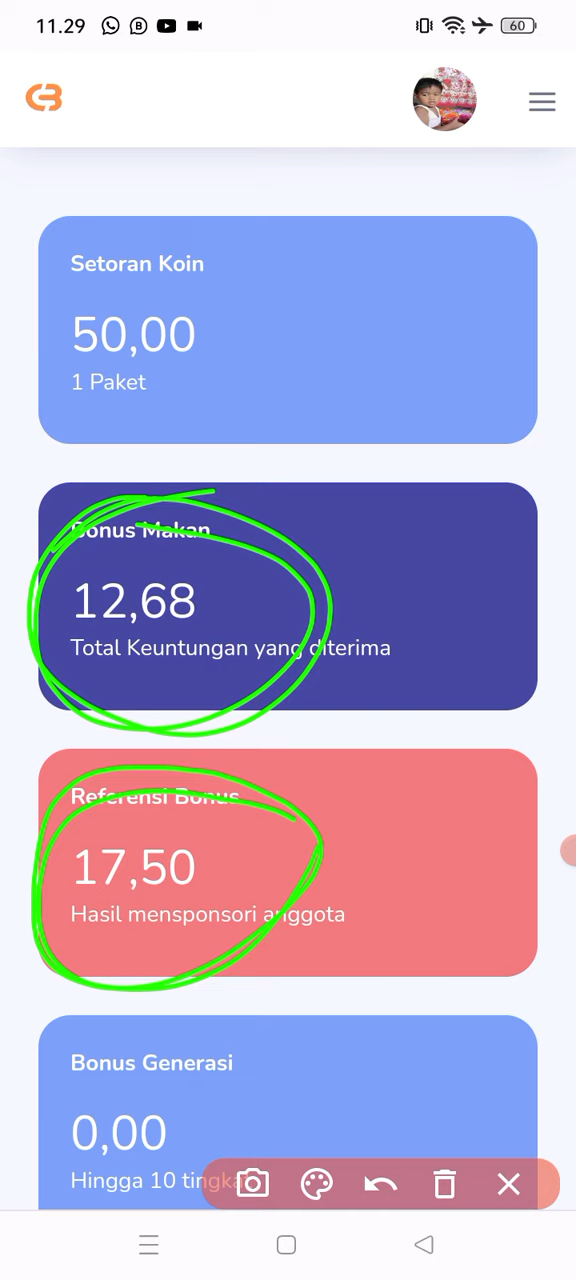 11.29
60
Setoran Koin
50,00
1 Paket
Bonus Makan
12,68
Total Keuntungan yang diterima
Referensi Bonus
17,50
Hasil mensponsori anggota
Bonus Generasi
0,00
Hingga 10 tingkat